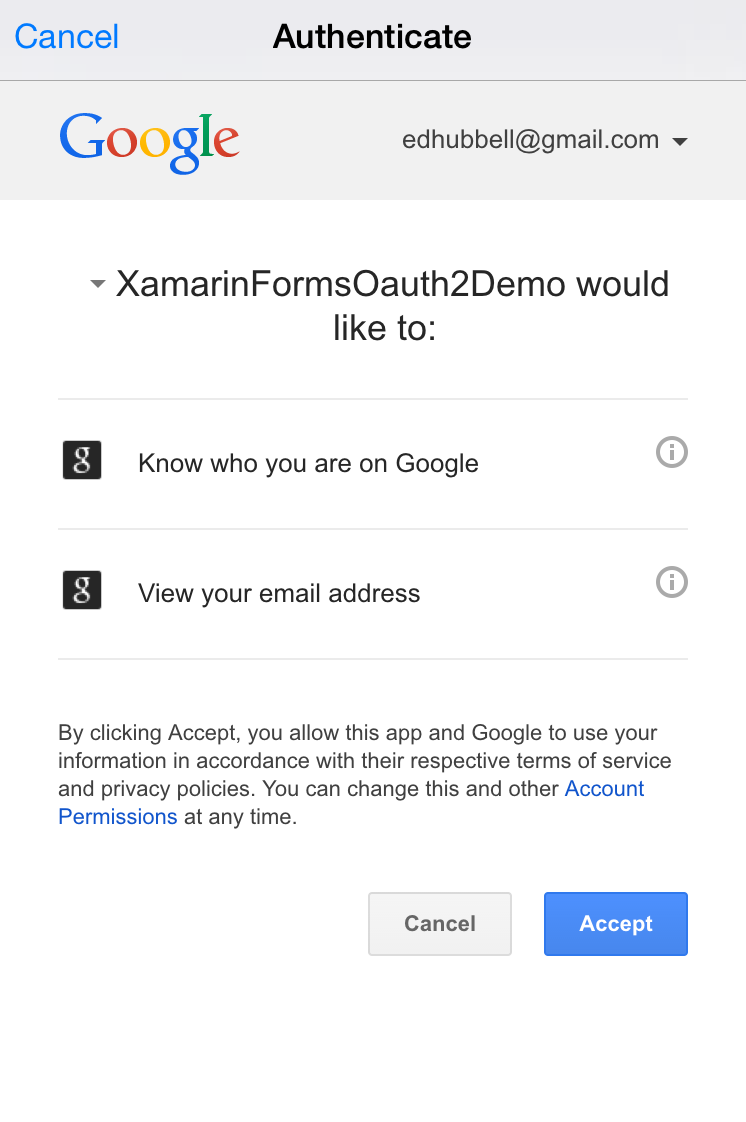 Cancel Authenticate
Google edhubbell@gmail.com
XamarinFormsOauth2Demo would
like to:
g Know who you are on Google
g View your email address
By clicking Accept, you allow this app and Google to use your
information in accordance with their respective terms of service
and privacy policies. You can change this and other Account
Permissions at any time.
Cancel Accept